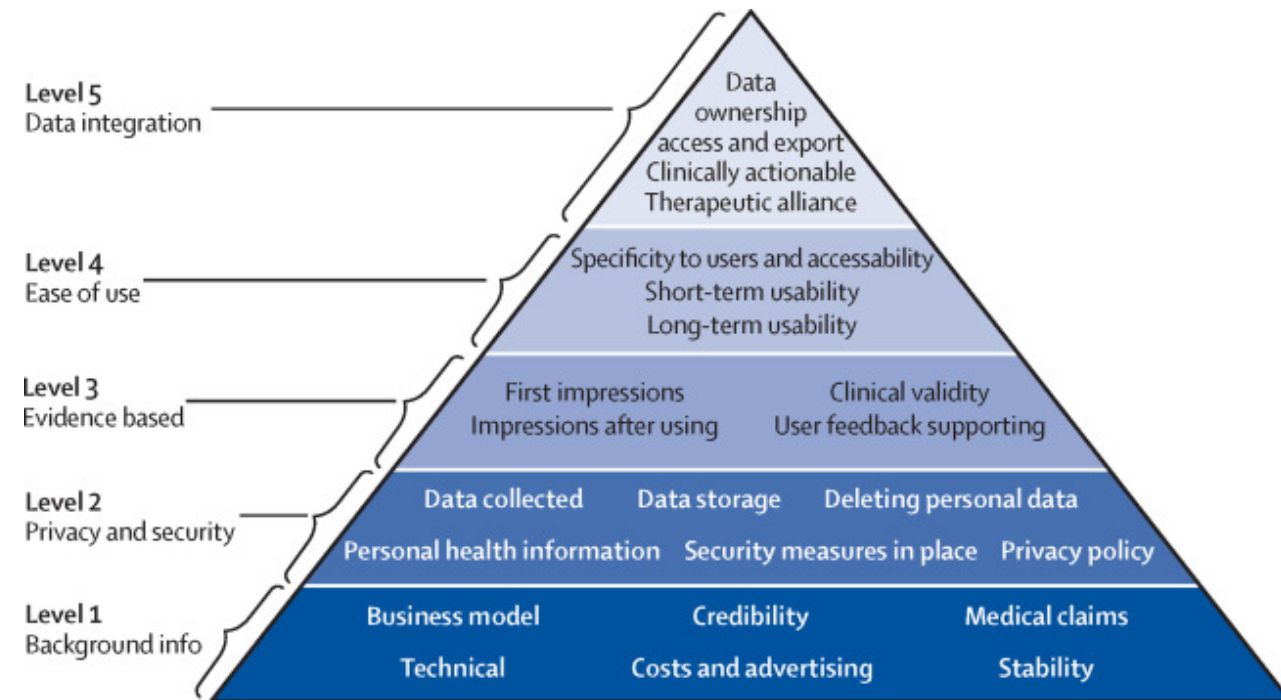 Level 5
Data integration
Data
ownership
access and export
Clinically actionable
Therapeutic alliance
Level 4
Ease of use
Specificity to users and accessability
Short-term usability
Long-term usability
Level 3
Evidence based
First impressions Clinical validity
Impressions after using User feedback supporting
Level 2
Privacy and security
Data collected Data storage Deleting personal data
Personal health information Security measures in place Privacy policy
Level 1
Background info
Business model Credibility Medical claims
Technical Costs and advertising Stability